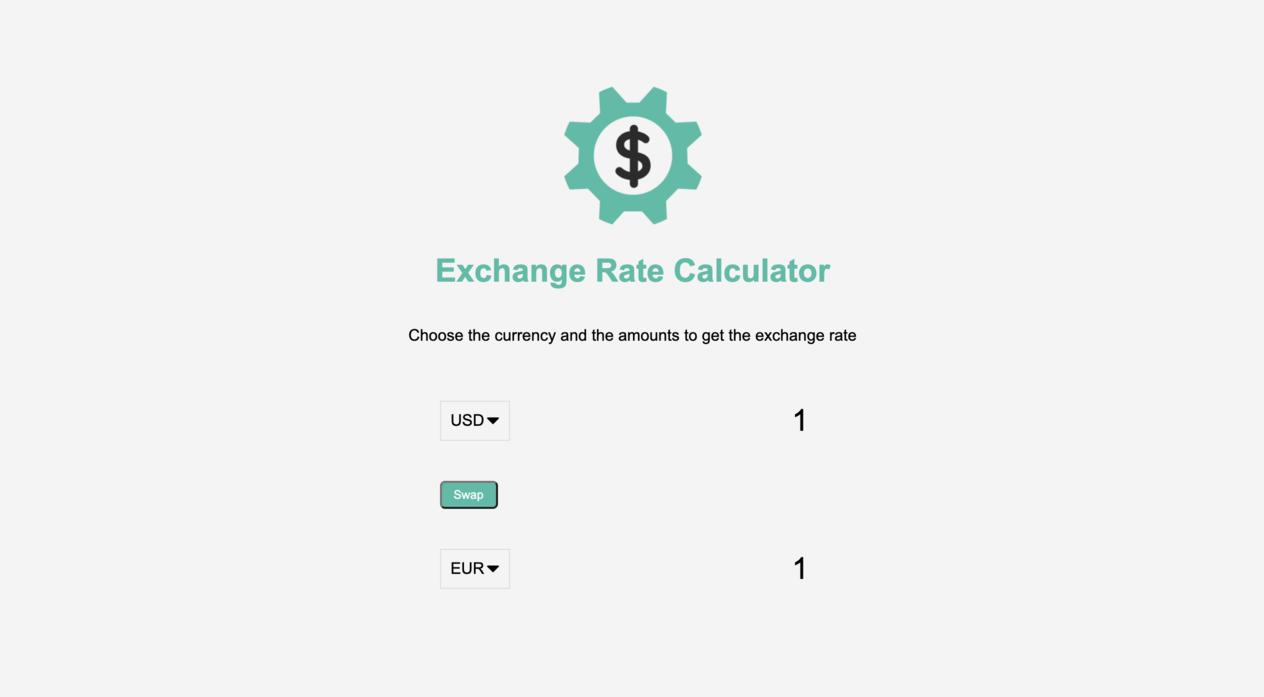 $
Exchange Rate Calculator
Choose the currency and the amounts to get the exchange rate
USD 1
Swap
EUR 1